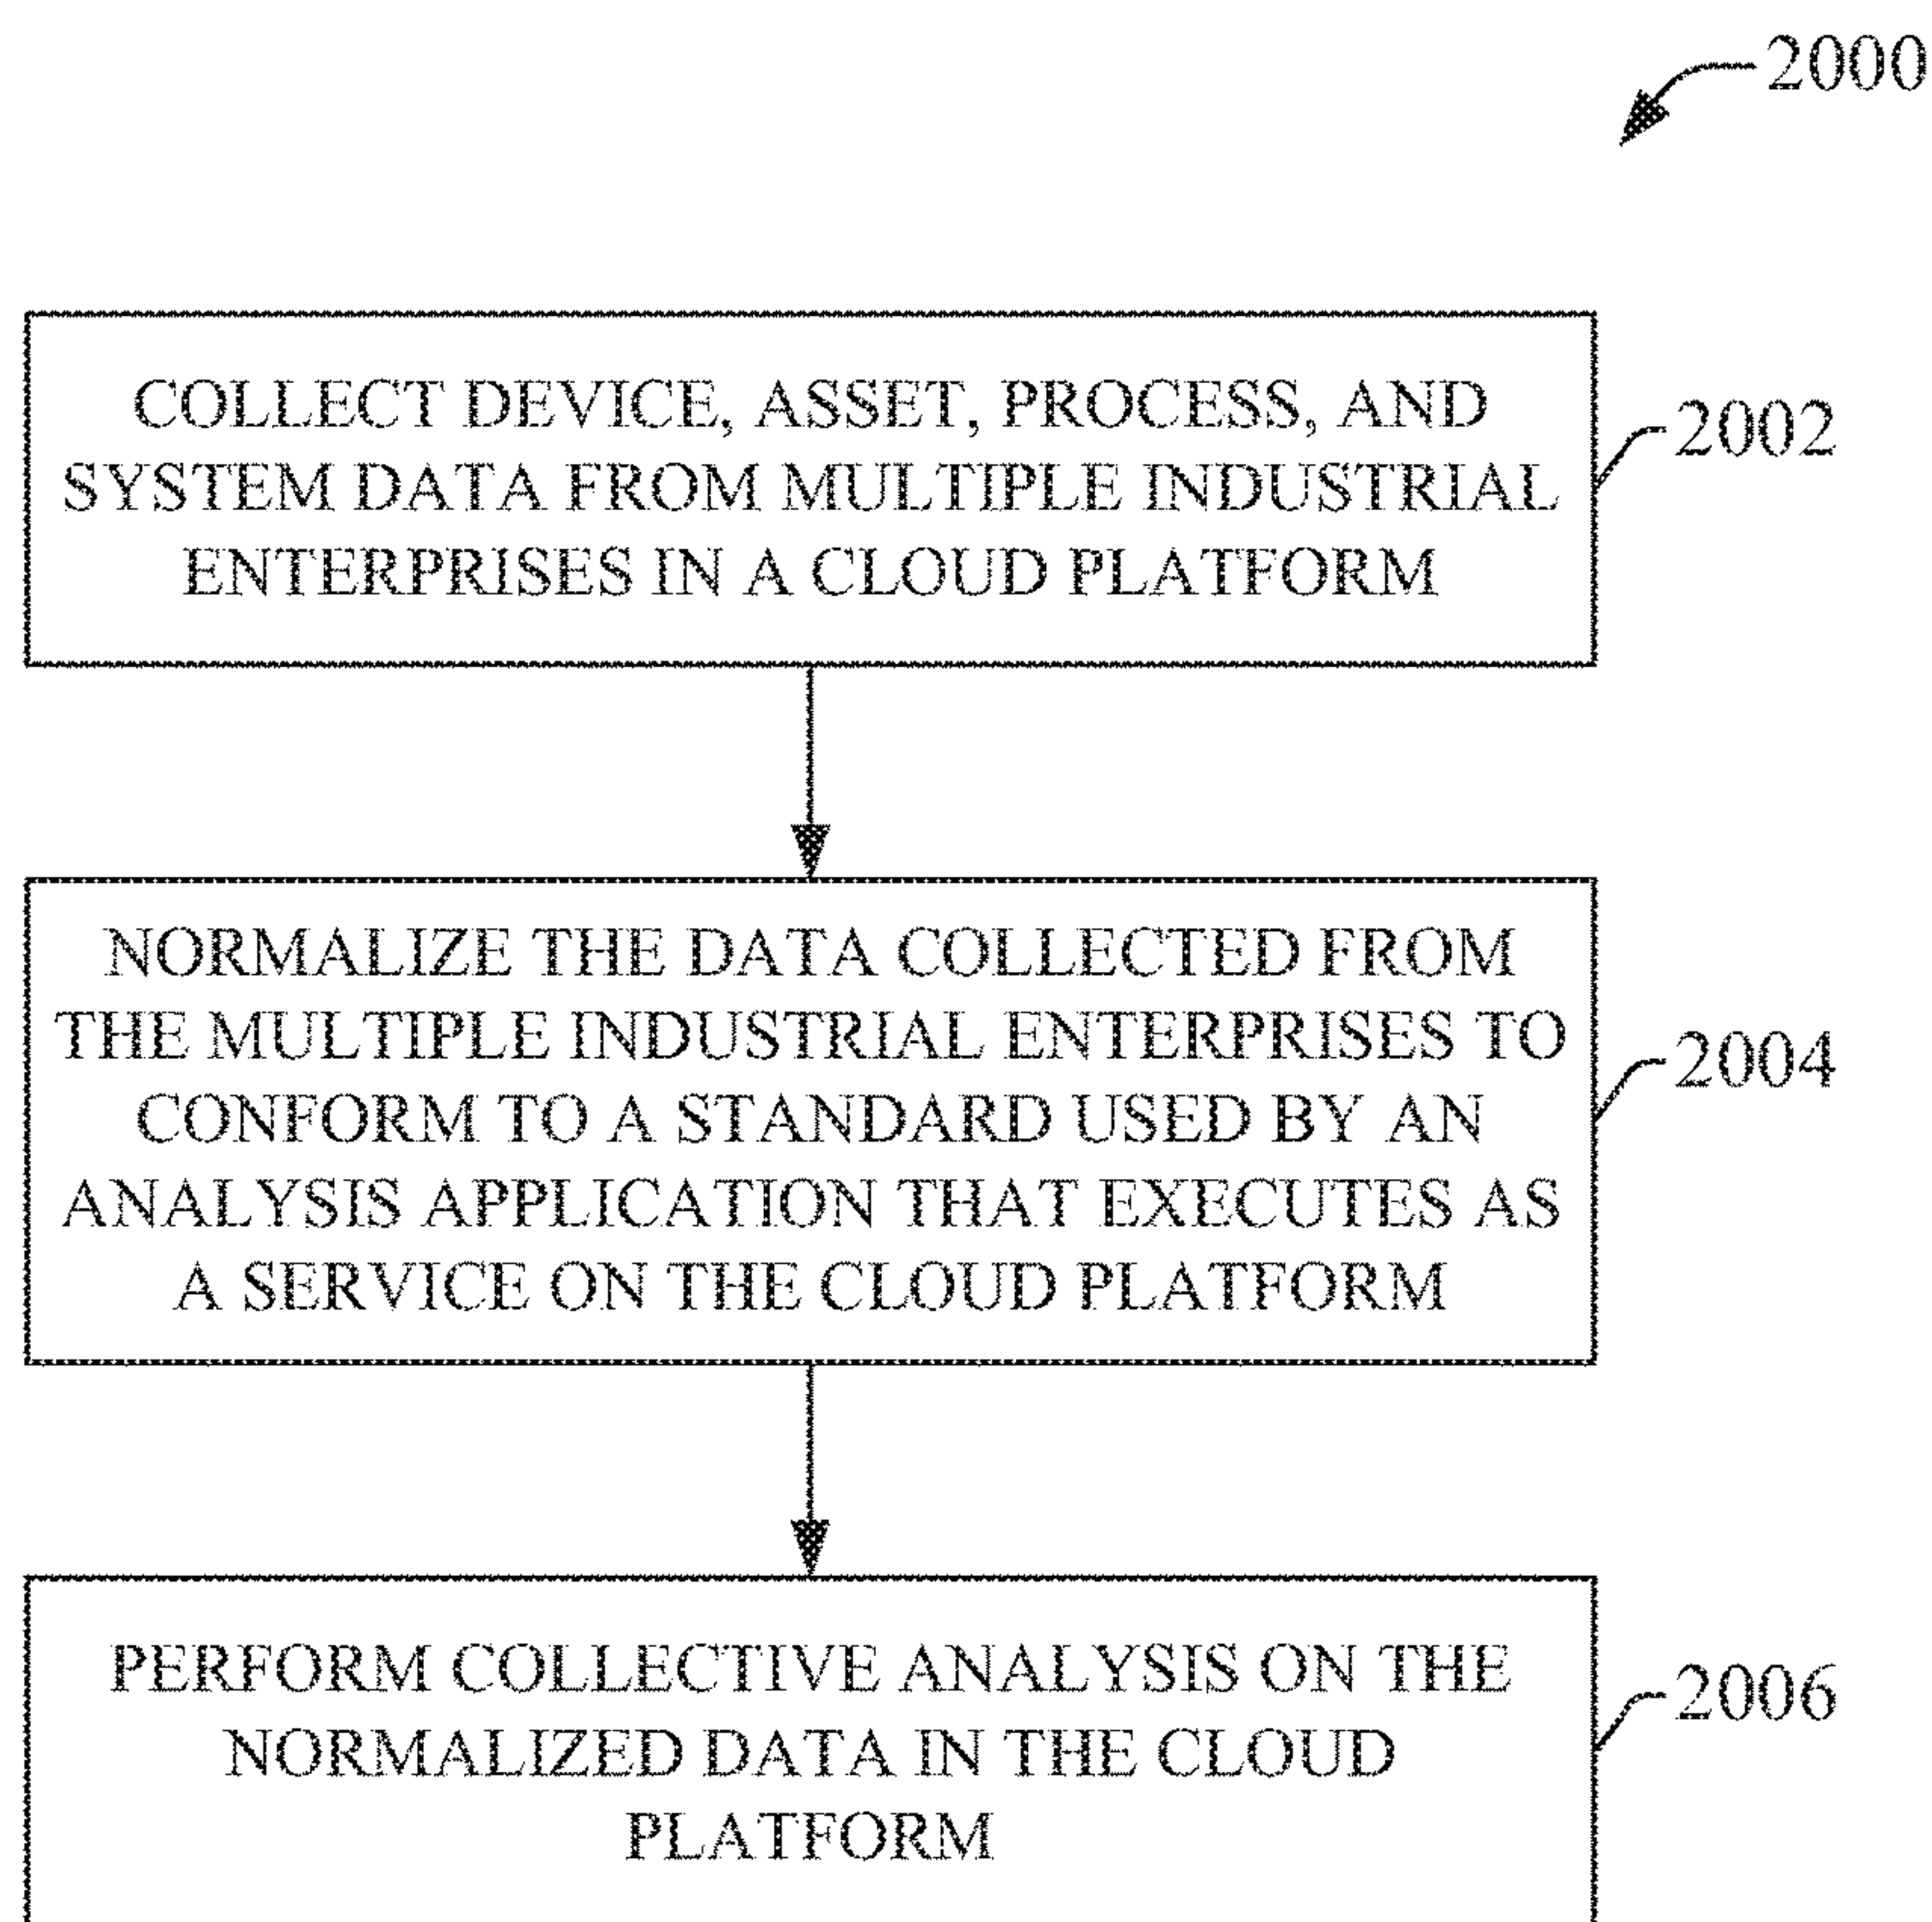 2000
COLLECT DEVICE, ASSET, PROCESS, AND
SYSTEM DATA FROM MULTIPLE INDUSTRIAL
ENTERPRISES IN A CLOUD PLATFORM
2002
NORMALIZE THE DATA COLLECTED FROM
THE MULTIPLE INDUSTRIAL ENTERPRISES TO
CONFORM TO A STANDARD USED BY AN
ANALYSIS APPLICATION THAT EXECUTES AS
A SERVICE ON THE CLOUD PLATFORM
2004
PERFORM COLLECTIVE ANALYSIS ON THE
NORMALIZED DATA IN THE CLOUD
PLATFORM
2006